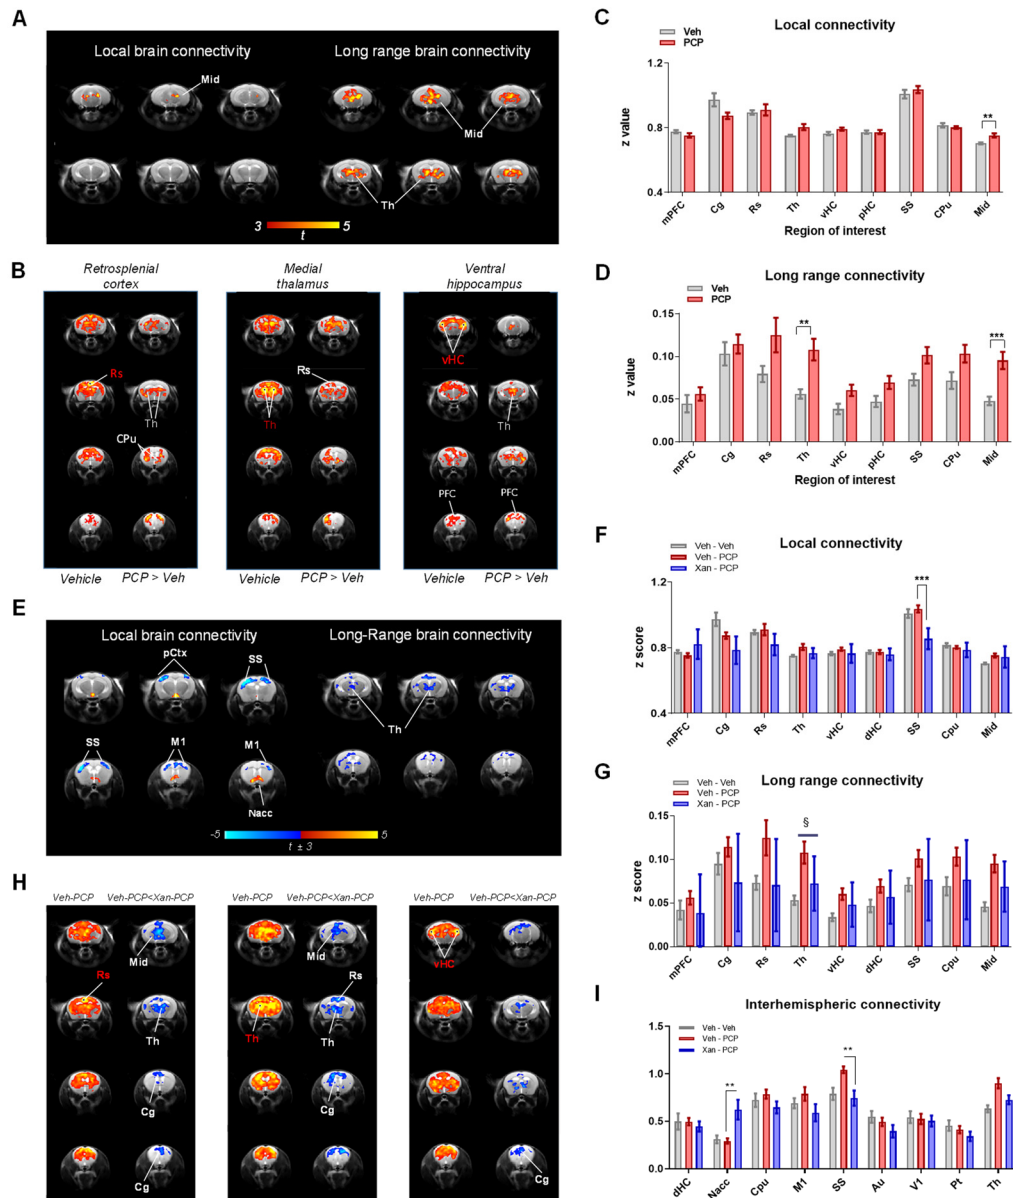 A
Local brain connectivity
Long range brain connectivity
Mid
Mid
Th
3
5
t
B
Retrosplenial
cortex
Medial
thalamus
Ventral
hippocampus
vHC
Rs
Rs
Th
Th
Th
CPu
PFC
PFC
Vehicle
PCP > Veh
Vehicle
PCP > Veh
Vehicle
PCP > Veh
C
Local connectivity
Veh
PCP
z value
1.2
0.8
0.4
**
mPFC
Cg
Rs
Th
vHC
pHC
SS
CPu
Mid
Region of interest
D
Long range connectivity
Veh
PCP
z value
0.15
0.10
0.05
0.00
**
***
mPFC
Cg
Rs
Th
vHC
pHC
SS
CPu
Mid
Region of interest
E
Local brain connectivity
Long-Range brain connectivity
pCtx
SS
Th
SS
M1
M1
Nacc
-5
5
t ± 3
F
Local connectivity
Veh - Veh
Veh - PCP
Xan - PCP
z score
1.2
0.8
0.4
***
mPFC
Cg
Rs
Th
vHC
dHC
SS
Cpu
Mid
G
Long range connectivity
Veh - Veh
Veh - PCP
Xan - PCP
z score
0.15
0.10
0.05
0.00
§
mPFC
Cg
Rs
Th
vHC
dHC
SS
Cpu
Mid
H
Veh-PCP
Veh-PCP<Xan-PCP
Veh-PCP
Veh-PCP<Xan-PCP
Veh-PCP
Veh-PCP<Xan-PCP
Mid
Mid
vHC
Rs
Rs
Th
Th
Th
Cg
Cg
Cg
Cg
I
Interhemispheric connectivity
Veh - Veh
Veh - PCP
Xan - PCP
1.5
1.0
0.5
0.0
**
**
dHC
Nacc
Cpu
M1
SS
Au
V1
Pt
Th